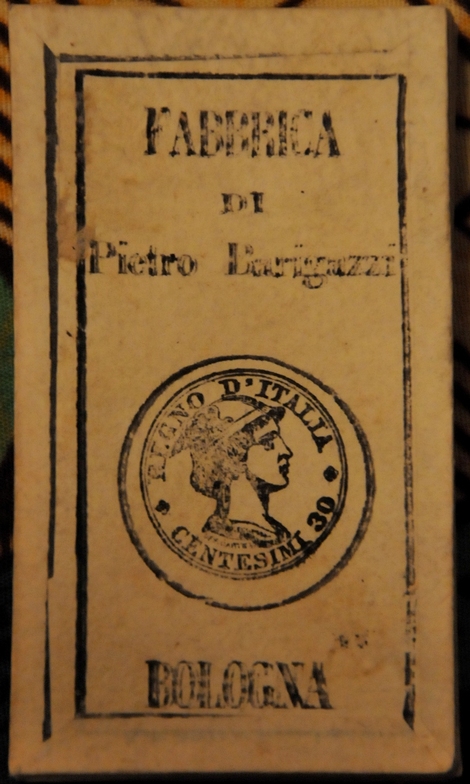 FABBRICA
DI
Pietro Barigazzi
REGNO D'ITALIA
CENTESIMI 30
BOLOGNA